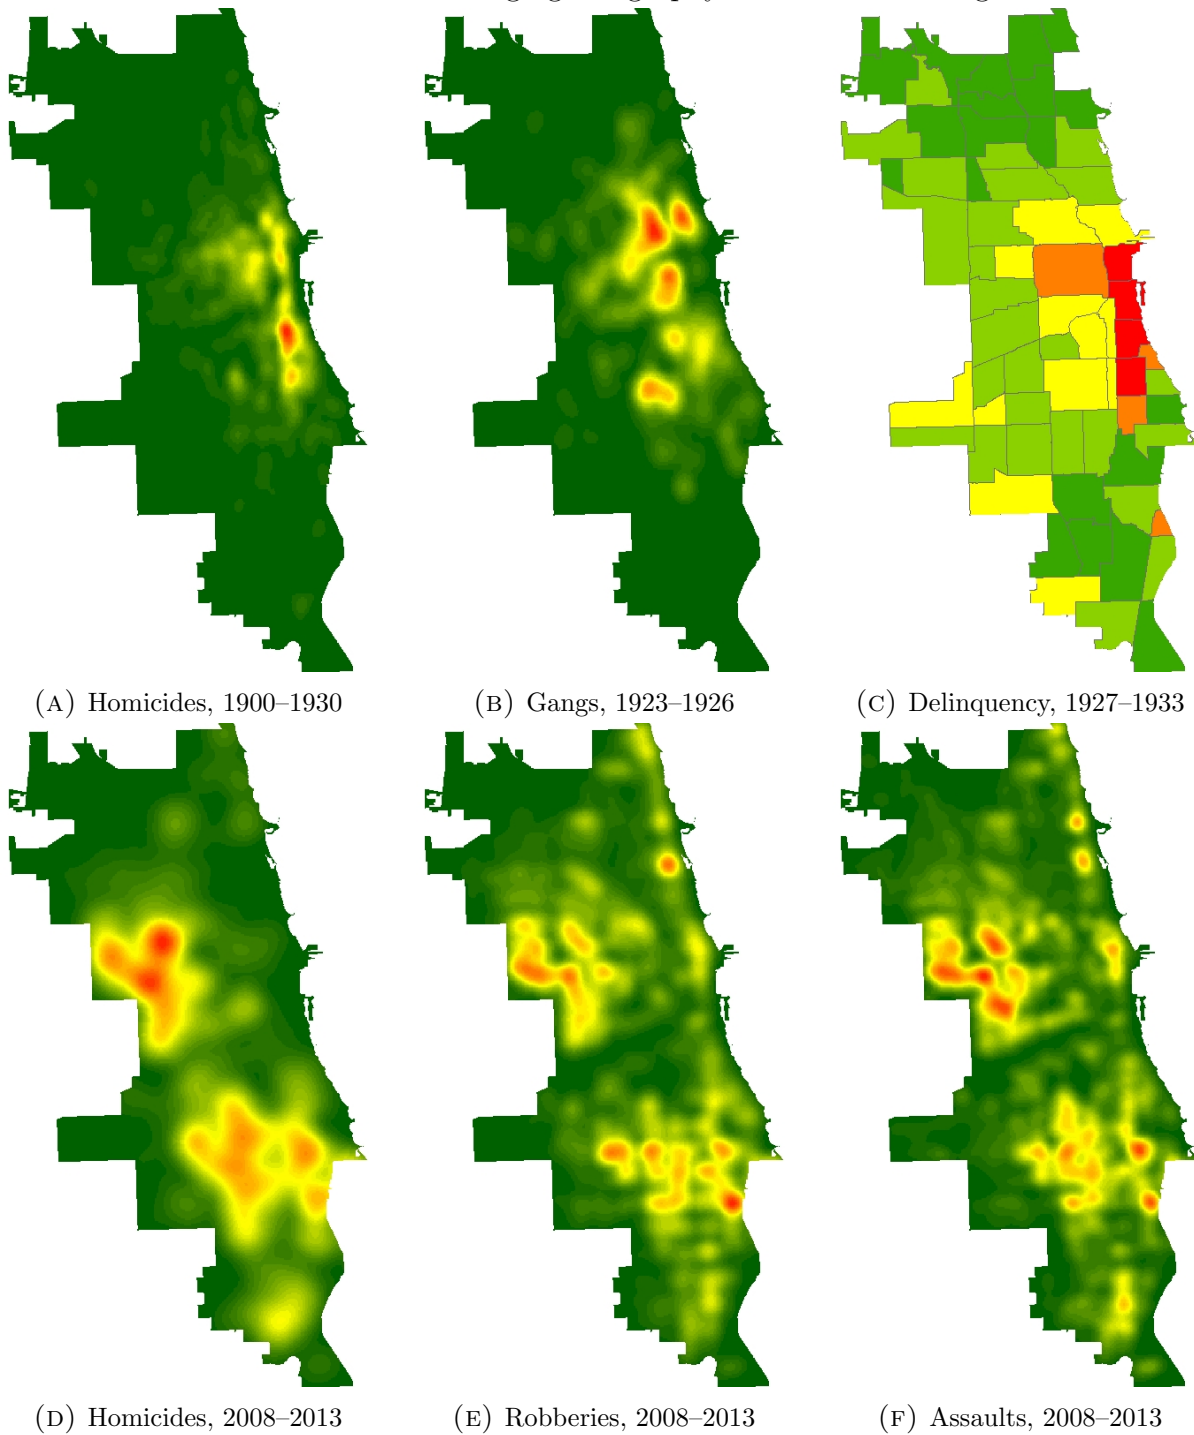 (A) Homicides, 1900–1930
(B) Gangs, 1923–1926
(C) Delinquency, 1927–1933
(D) Homicides, 2008–2013
(E) Robberies, 2008–2013
(F) Assaults, 2008–2013